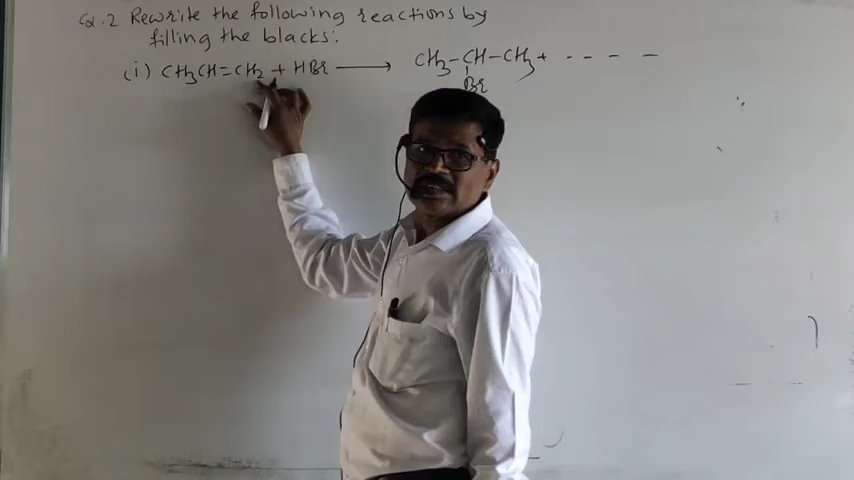 Q.2 Rewrite the following reactions by
filling the blacks:
(i) CH3CH=CH2 + HBr ⟶ CH3-CH-CH3 + - - - -
Br